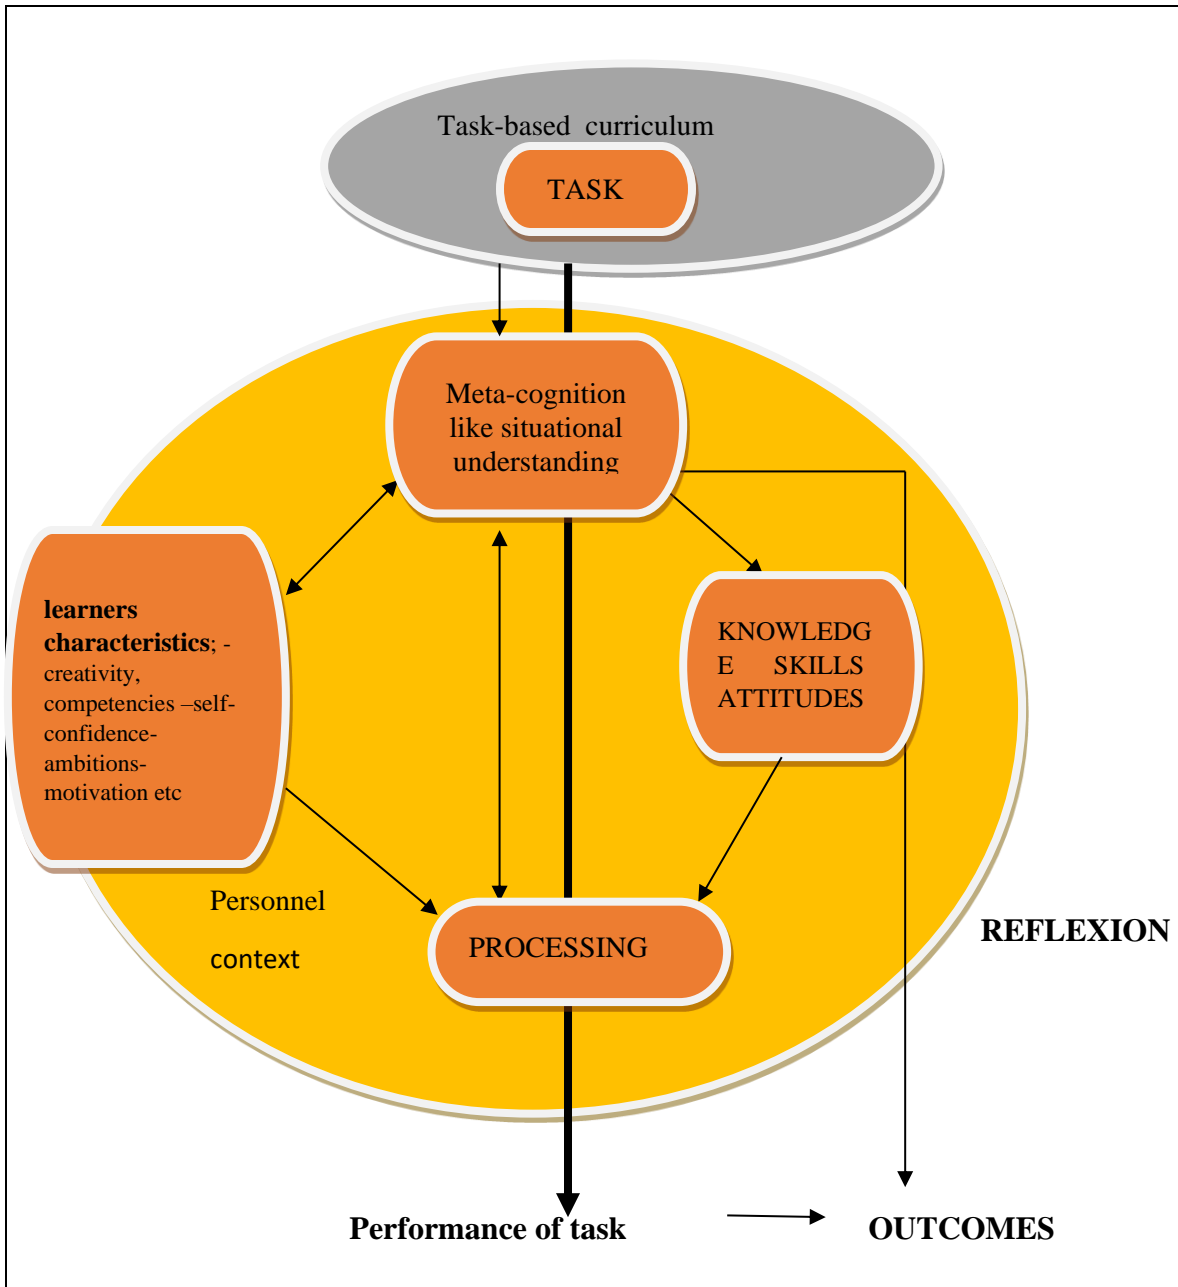 Task-based curriculum
TASK
Meta-cognition
like situational
understanding
learners
characteristics; -
creativity,
competencies –self-
confidence-
ambitions-
motivation etc
KNOWLEDG
E SKILLS
ATTITUDES
Personnel
context
PROCESSING
REFLEXION
Performance of task
OUTCOMES